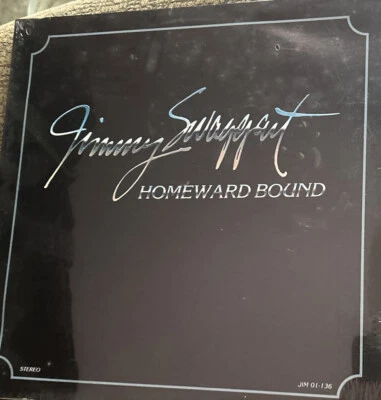 Jimmy Swaggart
HOMEWARD BOUND
STEREO
JIM 01-136